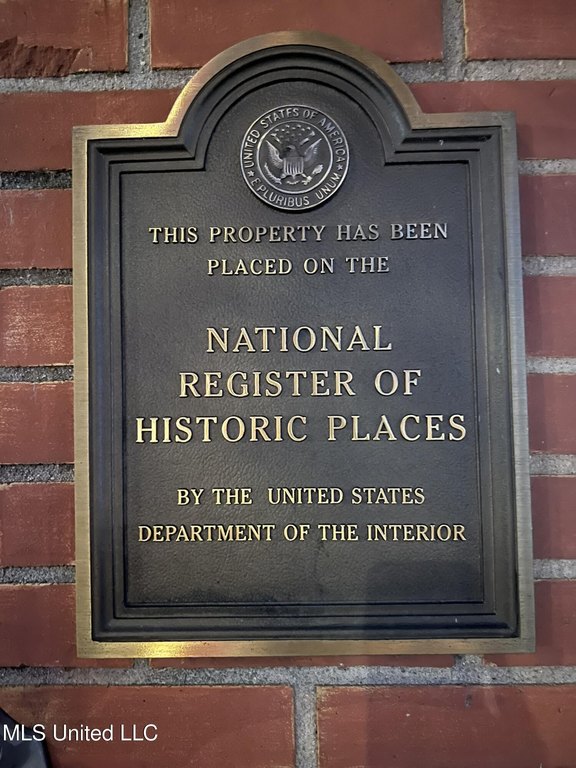 UNITED STATES OF AMERICA
★ E PLURIBUS UNUM ★
THIS PROPERTY HAS BEEN
PLACED ON THE
NATIONAL
REGISTER OF
HISTORIC PLACES
BY THE UNITED STATES
DEPARTMENT OF THE INTERIOR
MLS United LLC